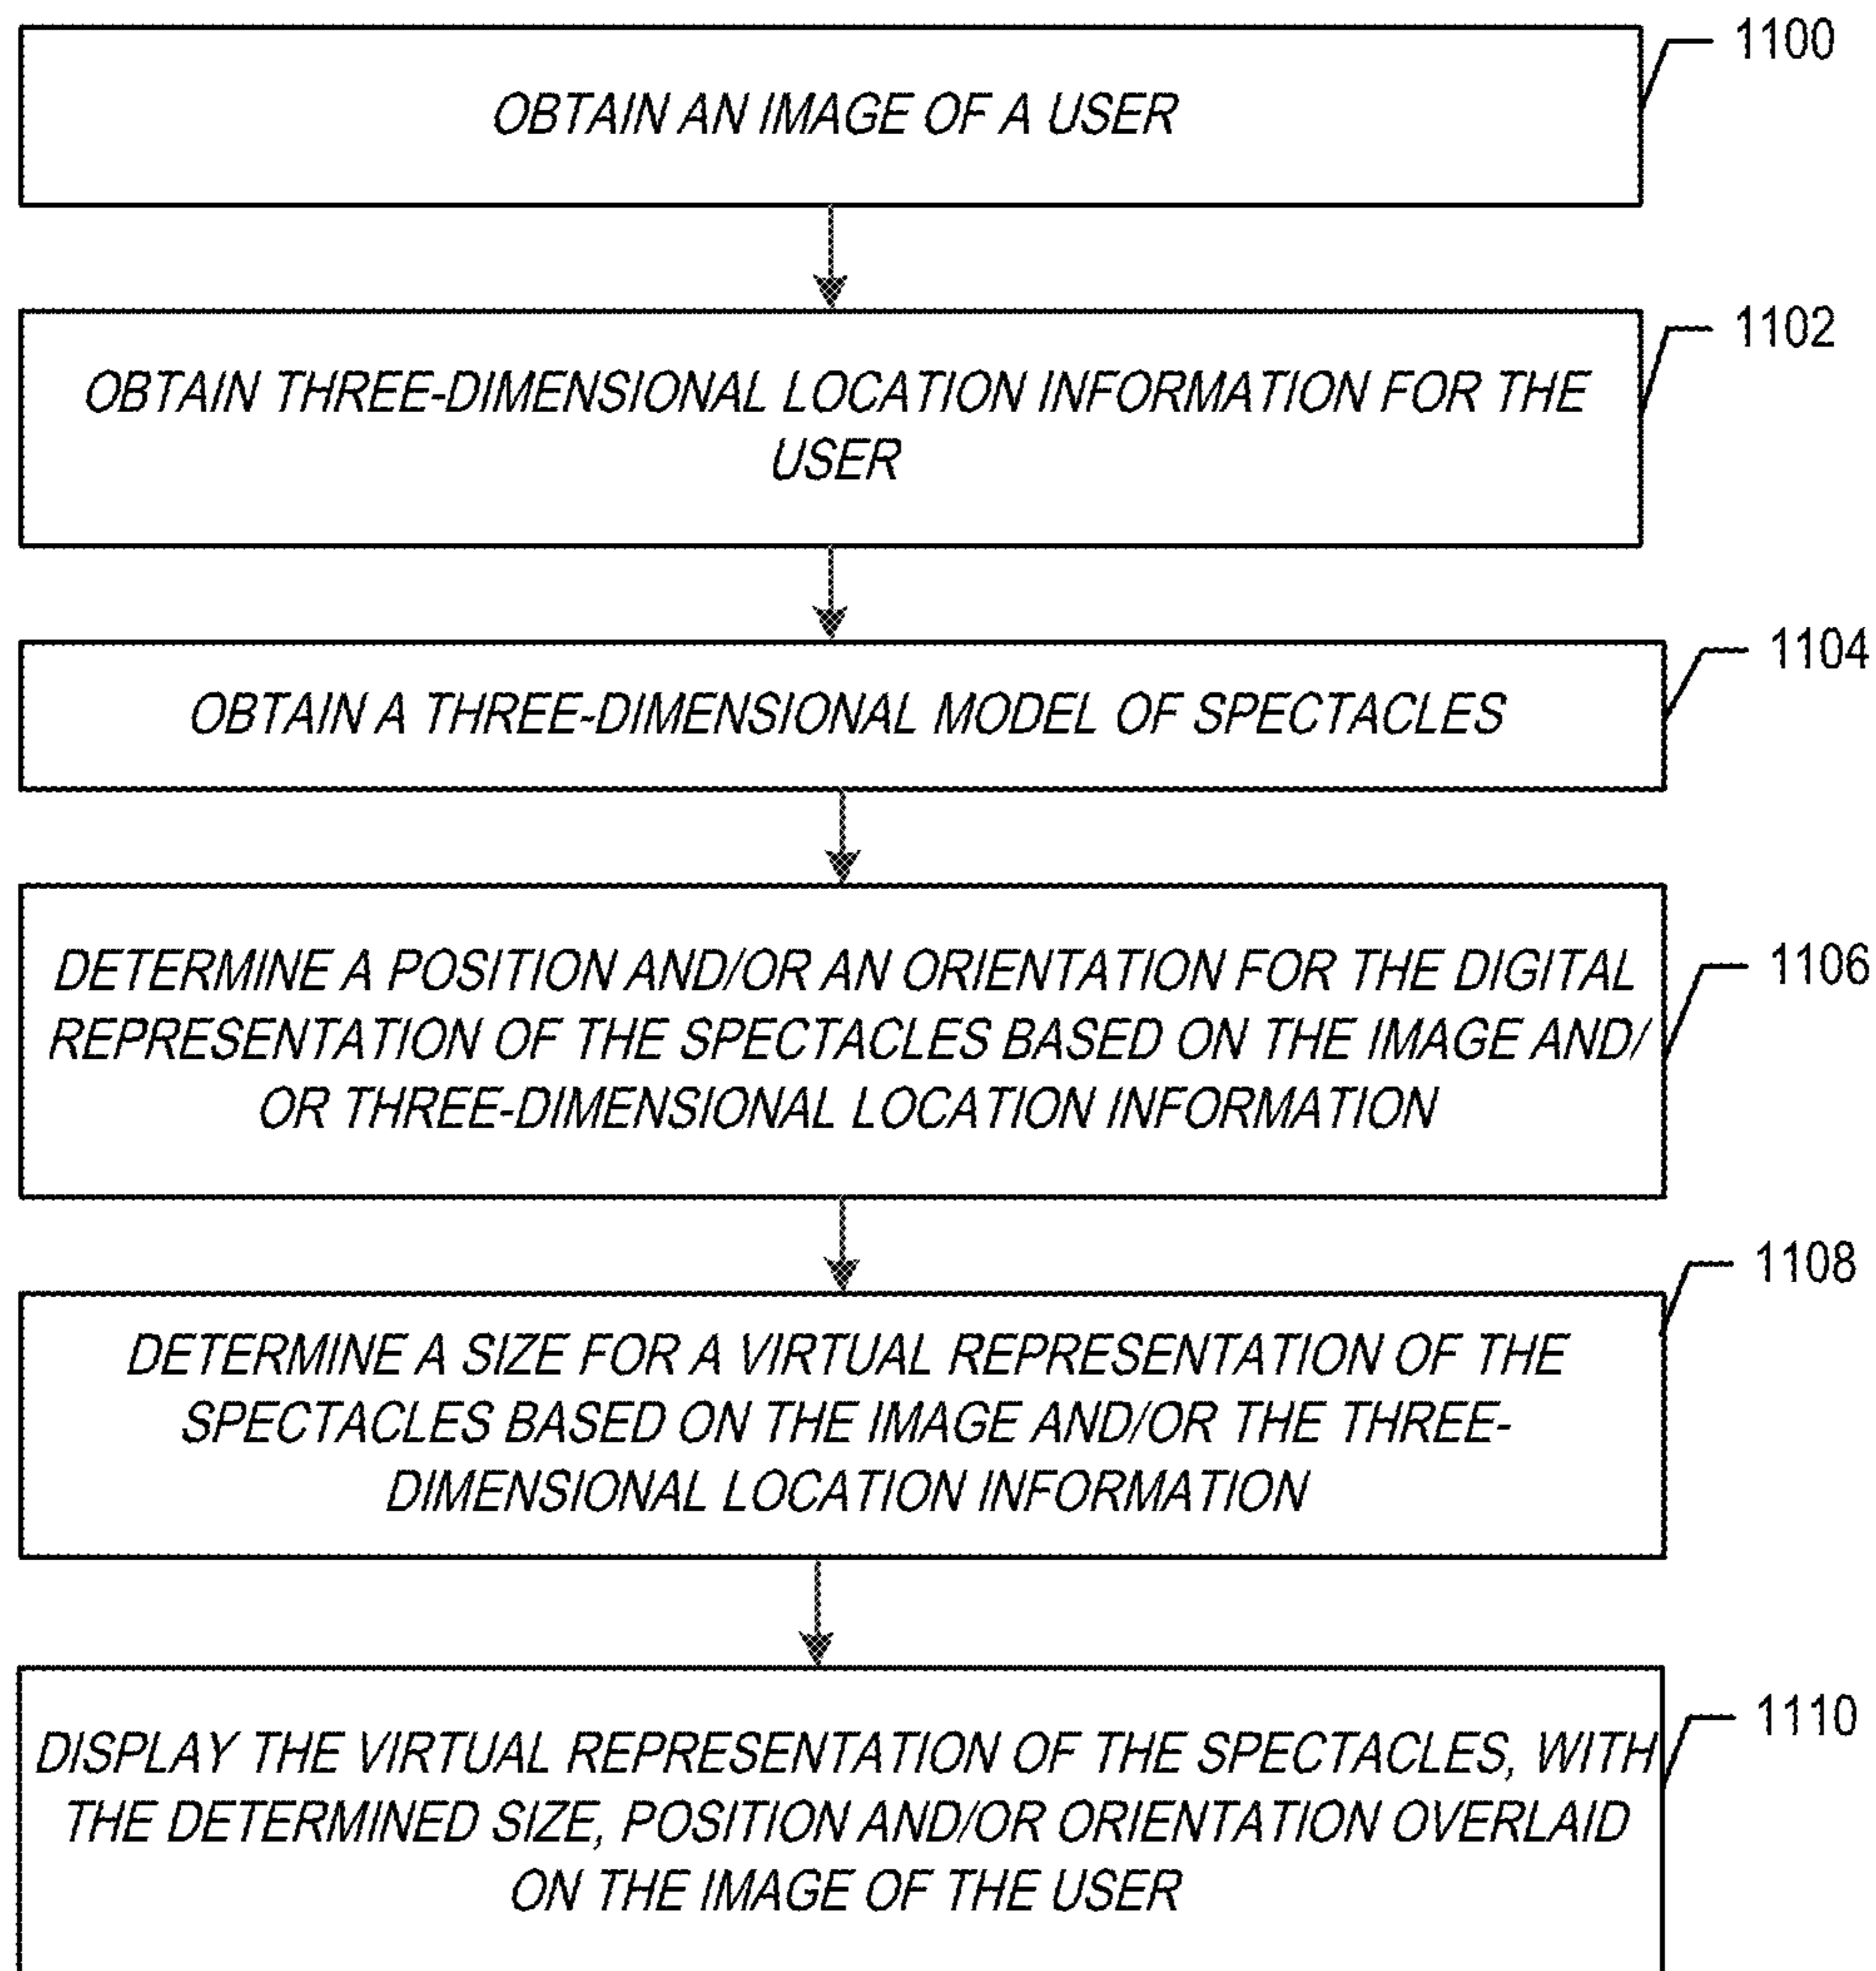 1100
OBTAIN AN IMAGE OF A USER
1102
OBTAIN THREE-DIMENSIONAL LOCATION INFORMATION FOR THE
USER
1104
OBTAIN A THREE-DIMENSIONAL MODEL OF SPECTACLES
1106
DETERMINE A POSITION AND/OR AN ORIENTATION FOR THE DIGITAL
REPRESENTATION OF THE SPECTACLES BASED ON THE IMAGE AND/
OR THREE-DIMENSIONAL LOCATION INFORMATION
1108
DETERMINE A SIZE FOR A VIRTUAL REPRESENTATION OF THE
SPECTACLES BASED ON THE IMAGE AND/OR THE THREE-
DIMENSIONAL LOCATION INFORMATION
1110
DISPLAY THE VIRTUAL REPRESENTATION OF THE SPECTACLES, WITH
THE DETERMINED SIZE, POSITION AND/OR ORIENTATION OVERLAID
ON THE IMAGE OF THE USER